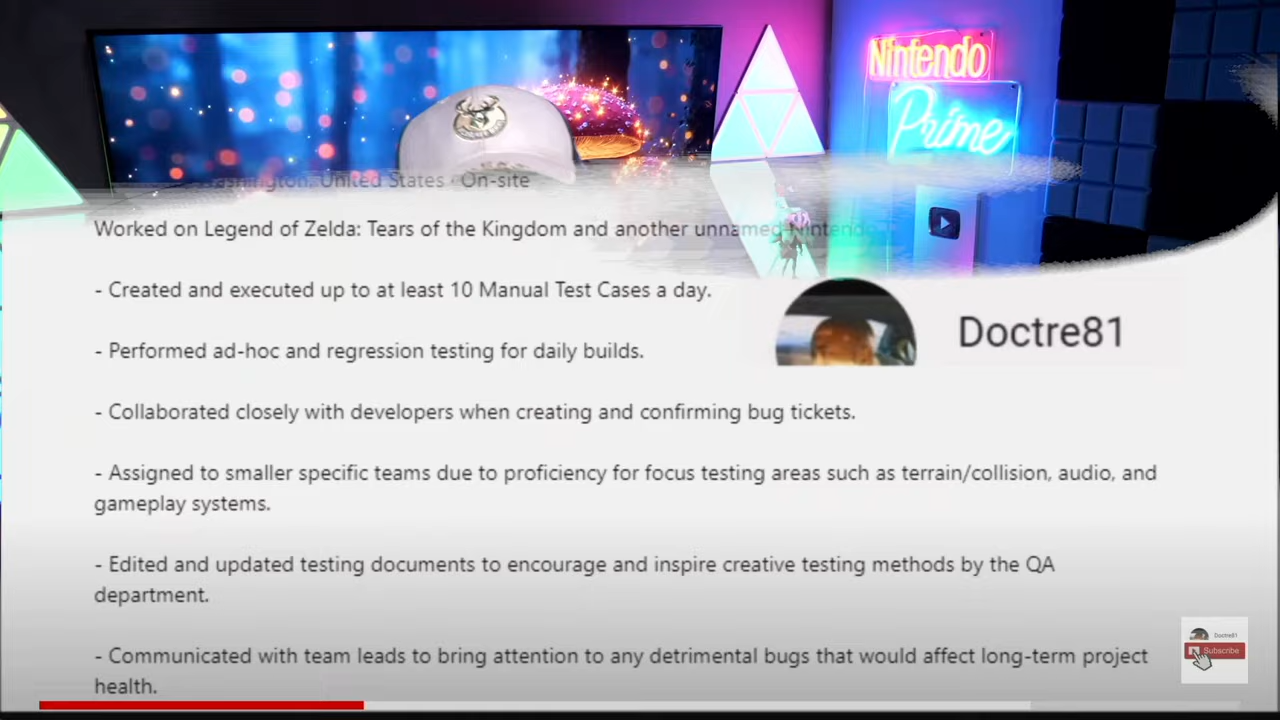 Nintendo
Prime
Washington, United States · On-site
Worked on Legend of Zelda: Tears of the Kingdom and another unnamed Nintendo
- Created and executed up to at least 10 Manual Test Cases a day.
Doctre81
- Performed ad-hoc and regression testing for daily builds.
- Collaborated closely with developers when creating and confirming bug tickets.
- Assigned to smaller specific teams due to proficiency for focus testing areas such as terrain/collision, audio, and
gameplay systems.
- Edited and updated testing documents to encourage and inspire creative testing methods by the QA
department.
Doctre81
Subscribe
- Communicated with team leads to bring attention to any detrimental bugs that would affect long-term project
health.